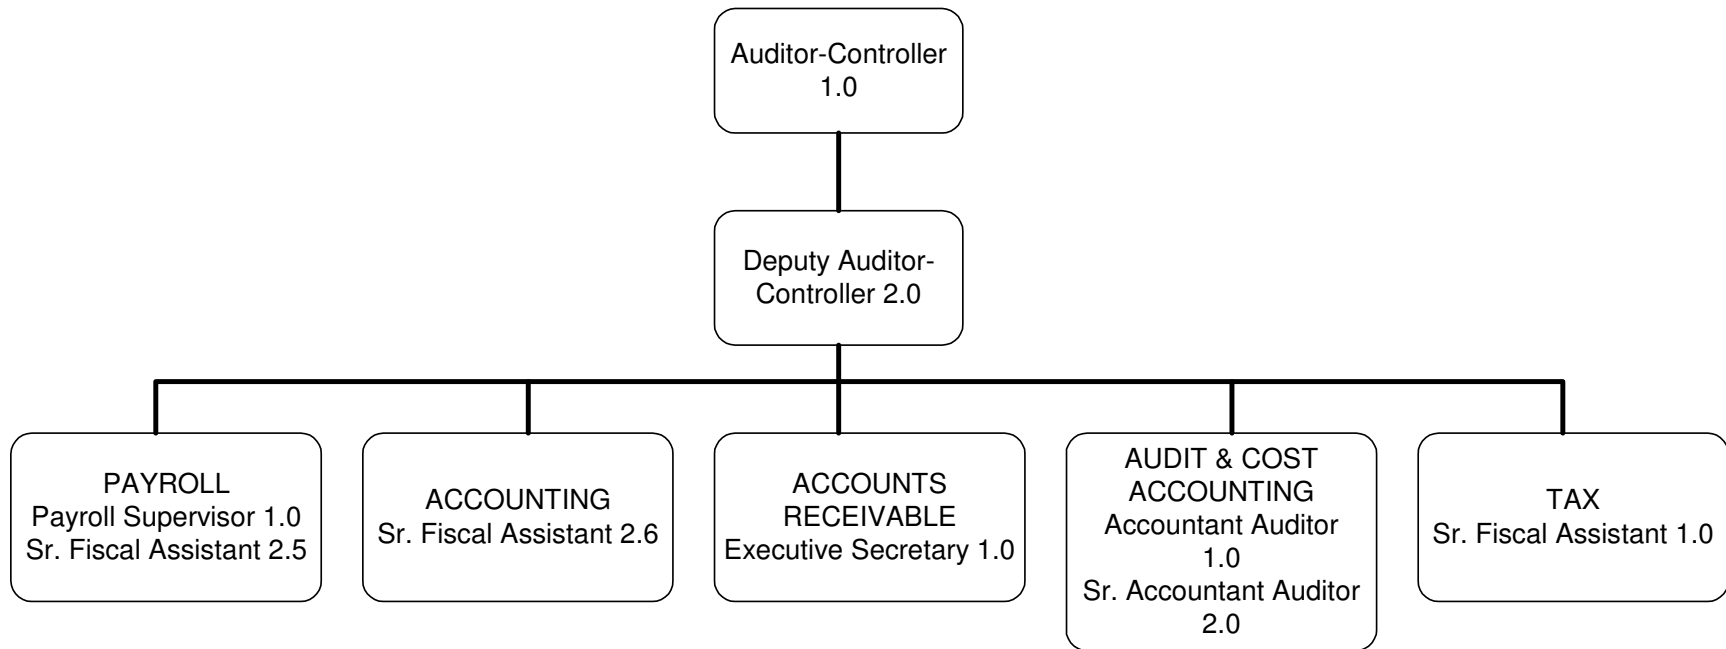 Auditor-Controller
1.0
Deputy Auditor-
Controller 2.0
PAYROLL
Payroll Supervisor 1.0
Sr. Fiscal Assistant 2.5
ACCOUNTING
Sr. Fiscal Assistant 2.6
ACCOUNTS
RECEIVABLE
Executive Secretary 1.0
AUDIT & COST
ACCOUNTING
Accountant Auditor
1.0
Sr. Accountant Auditor
2.0
TAX
Sr. Fiscal Assistant 1.0